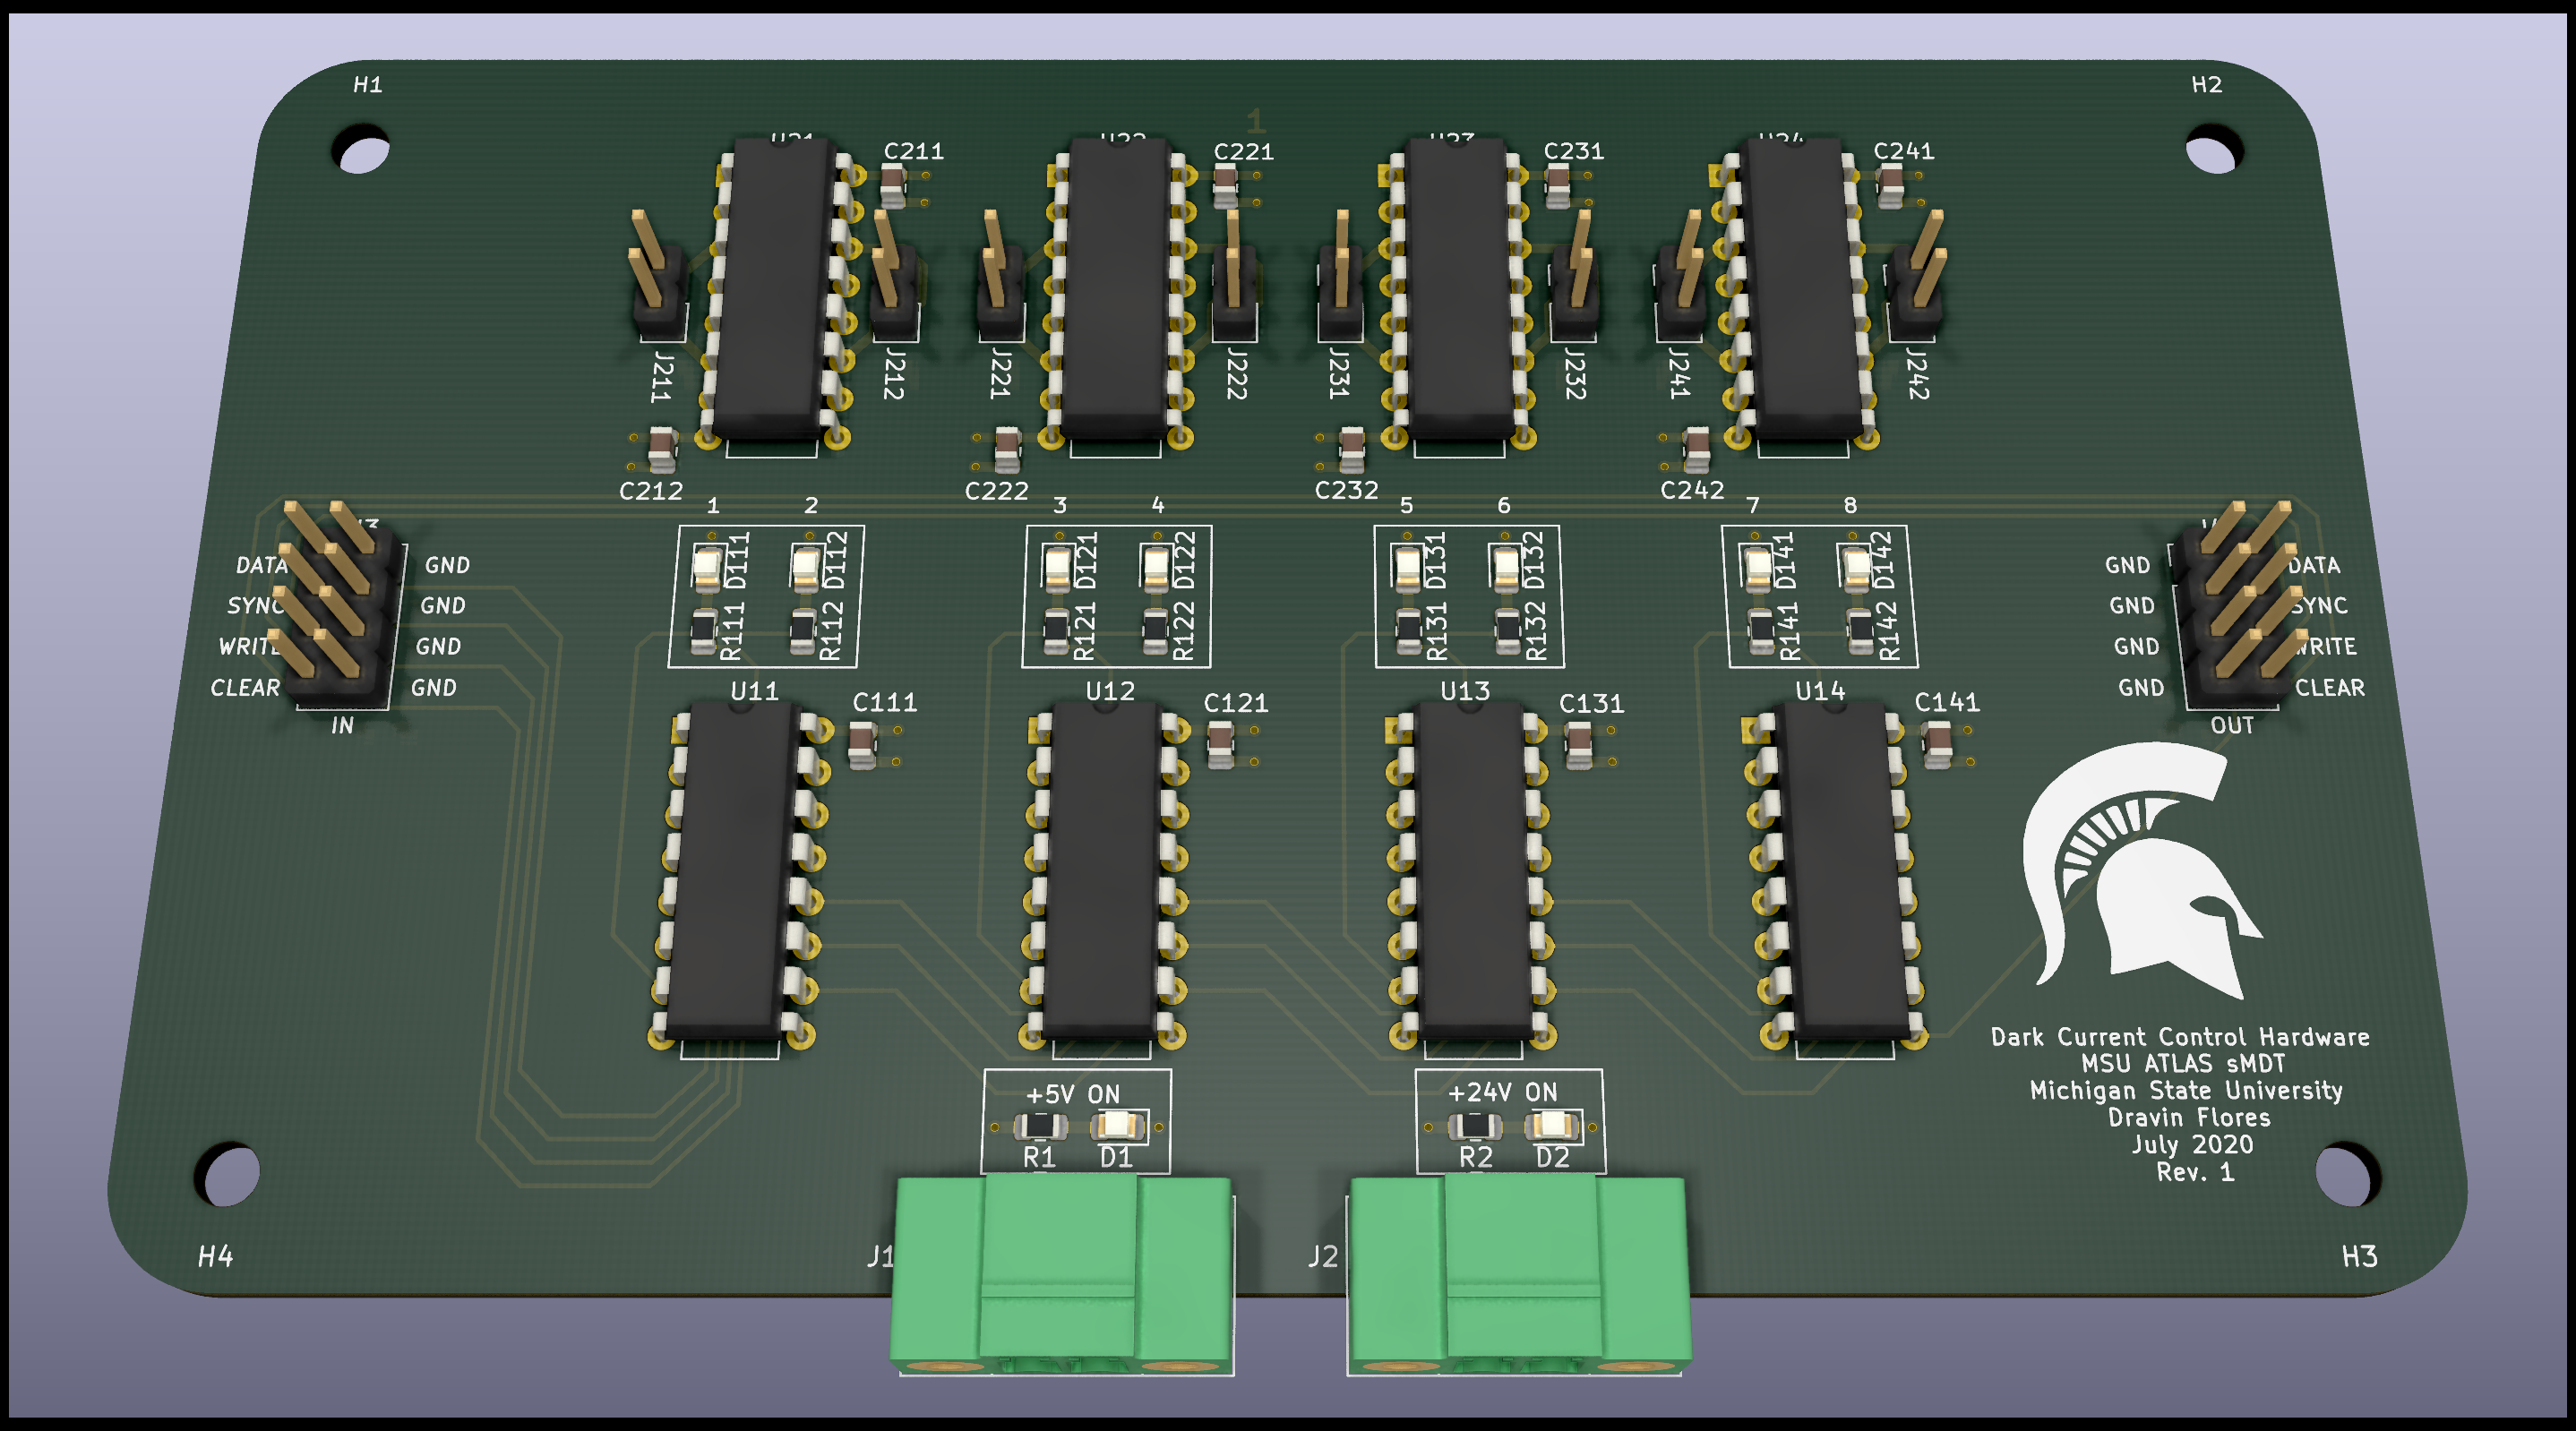 H1
H2
1
C211
C221
C231
C241
J211
J212
J221
J222
J231
J232
J241
J242
C212
C222
C232
C242
1 2
3 4
5 6
7 8
D111
D112
D121
D122
D131
D132
D141
D142
R111
R112
R121
R122
R131
R132
R141
R142
DATA GND
SYNC GND
WRITE GND
CLEAR GND
IN
GND DATA
GND SYNC
GND WRITE
GND CLEAR
OUT
U11
C111
U12
C121
U13
C131
U14
C141
Dark Current Control Hardware
MSU ATLAS sMDT
Michigan State University
Dravin Flores
July 2020
Rev. 1
+5V ON
R1 D1
+24V ON
R2 D2
J1
J2
H4
H3